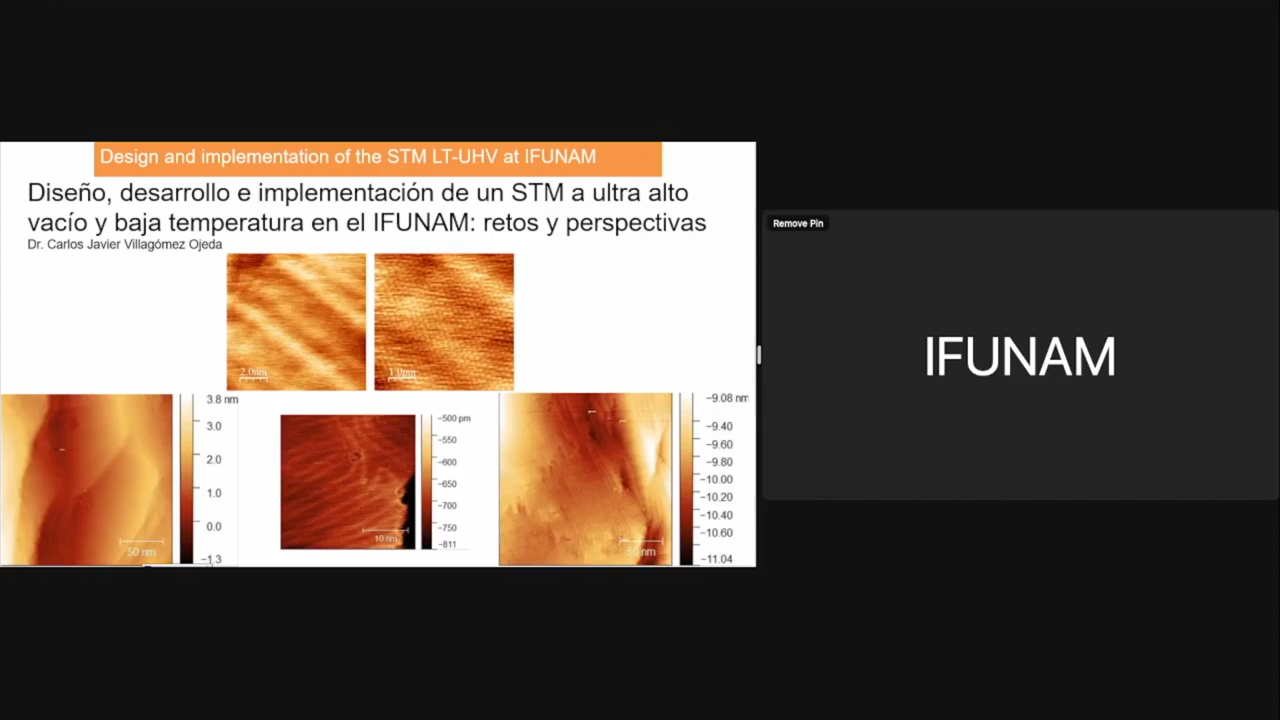 Design and implementation of the STM LT-UHV at IFUNAM
Diseño, desarrollo e implementación de un STM a ultra alto
vacío y baja temperatura en el IFUNAM: retos y perspectivas
Dr. Carlos Javier Villagómez Ojeda
2.0nm
1.0nm
3.8 nm
3.0
2.0
1.0
0.0
−1.3
50 nm
−500 pm
−550
−600
−650
−700
−750
−811
10 nm
−9.08 nm
−9.40
−9.60
−9.80
−10.00
−10.20
−10.40
−10.60
−11.04
50 nm
Remove Pin
IFUNAM